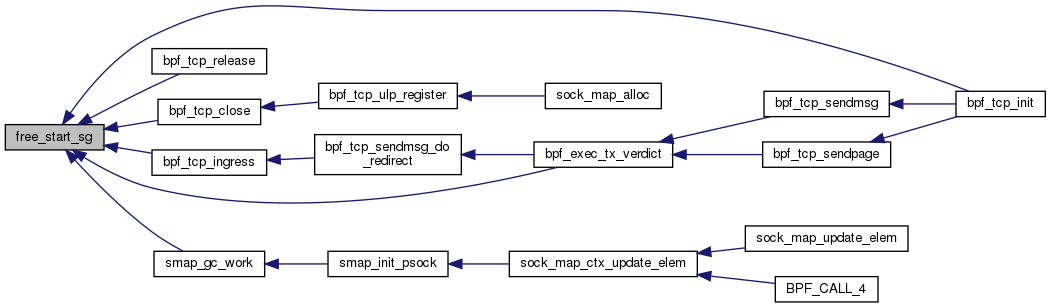 free_start_sg
bpf_tcp_release
bpf_tcp_close
bpf_tcp_ulp_register
sock_map_alloc
bpf_tcp_ingress
bpf_tcp_sendmsg_do
_redirect
bpf_exec_tx_verdict
bpf_tcp_sendmsg
bpf_tcp_init
bpf_tcp_sendpage
smap_gc_work
smap_init_psock
sock_map_ctx_update_elem
sock_map_update_elem
BPF_CALL_4